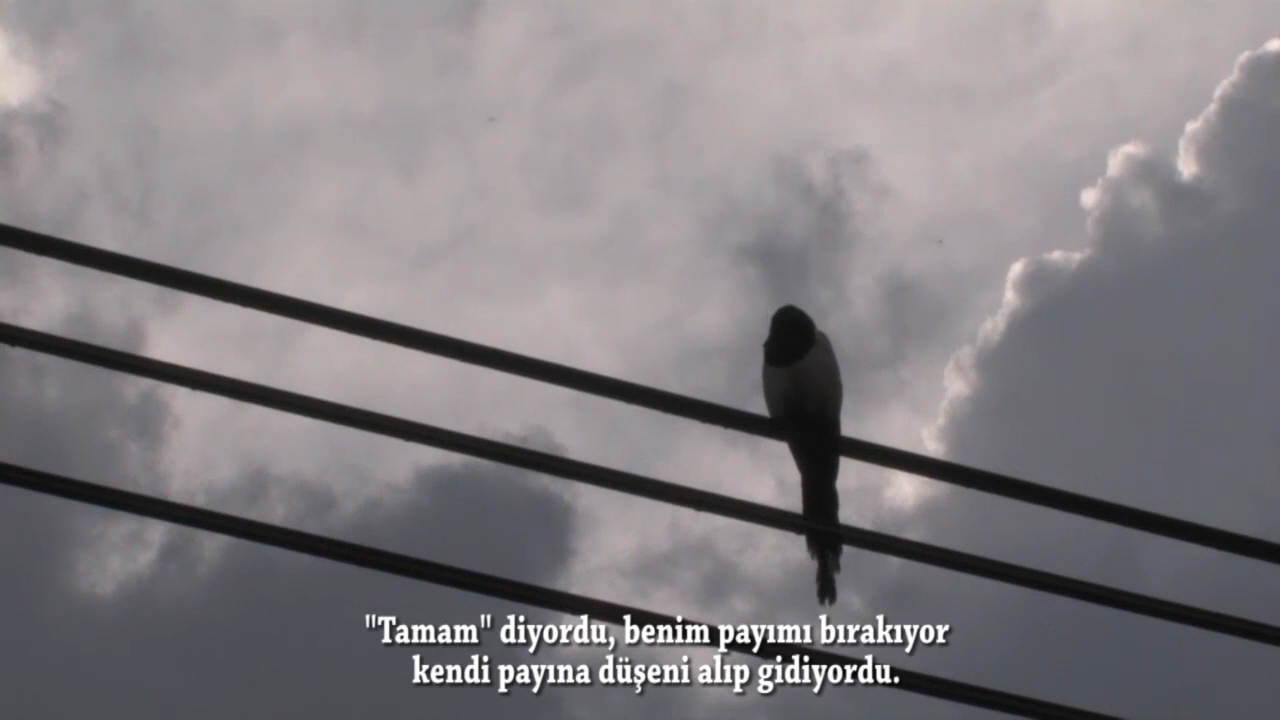 "Tamam" diyordu, benim payımı bırakıyor
kendi payına düşeni alıp gidiyordu.